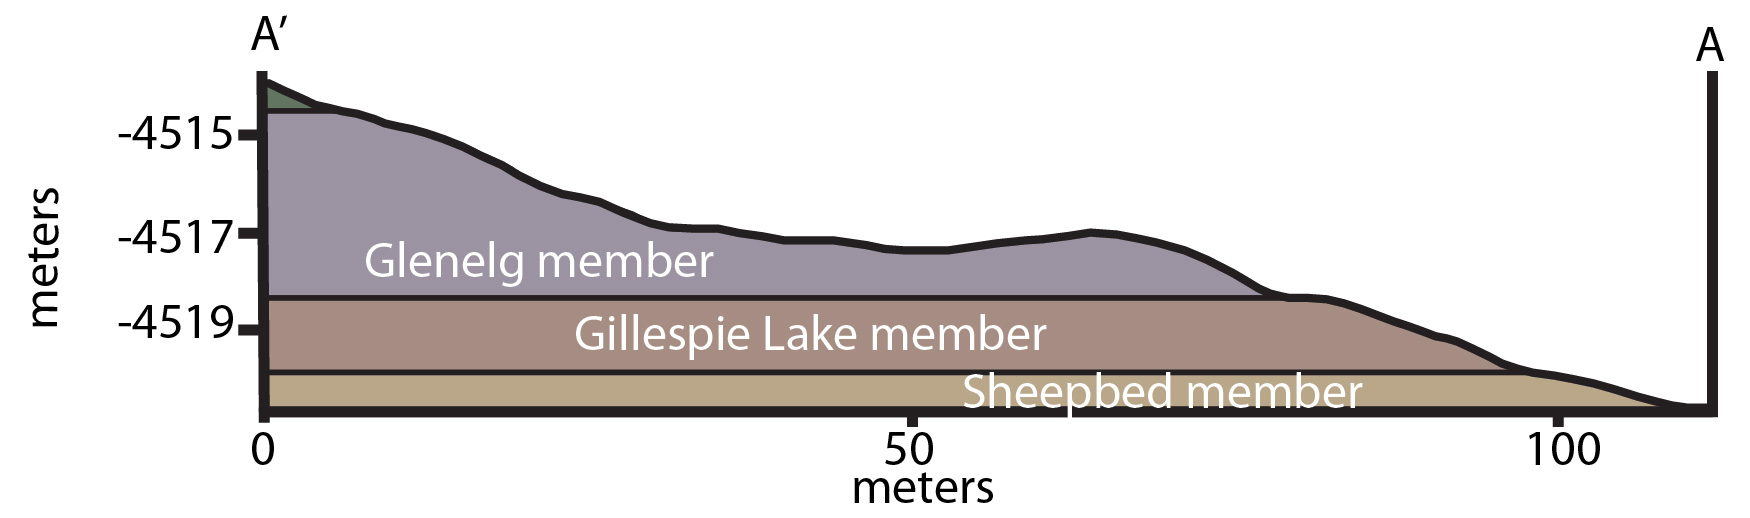 A′
A
-4515
-4517
-4519
meters
Glenelg member
Gillespie Lake member
Sheepbed member
0
50
100
meters